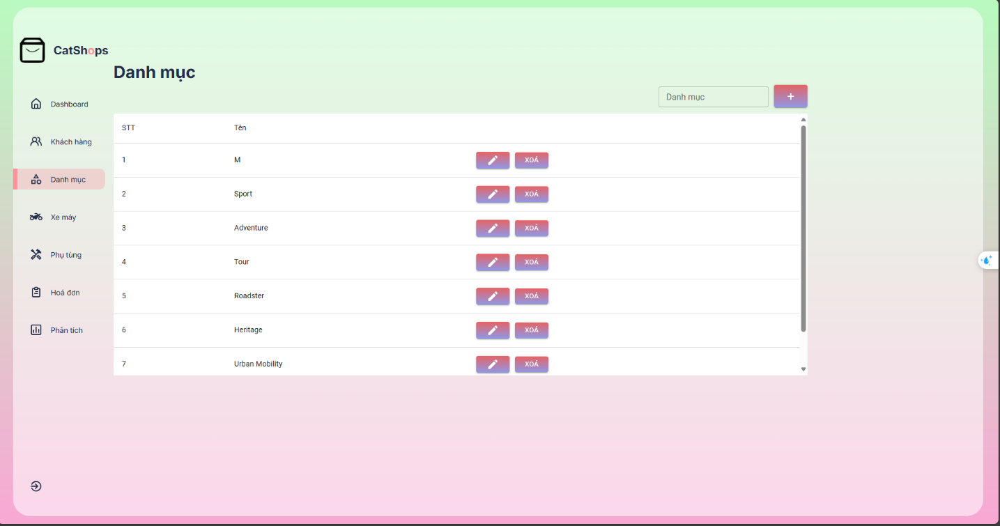 CatShops
Danh mục
Dashboard
Khách hàng
Danh mục
Xe máy
Phụ tùng
Hoá đơn
Phân tích
Danh mục +
STT Tên
1 M XOÁ
2 Sport XOÁ
3 Adventure XOÁ
4 Tour XOÁ
5 Roadster XOÁ
6 Heritage XOÁ
7 Urban Mobility XOÁ